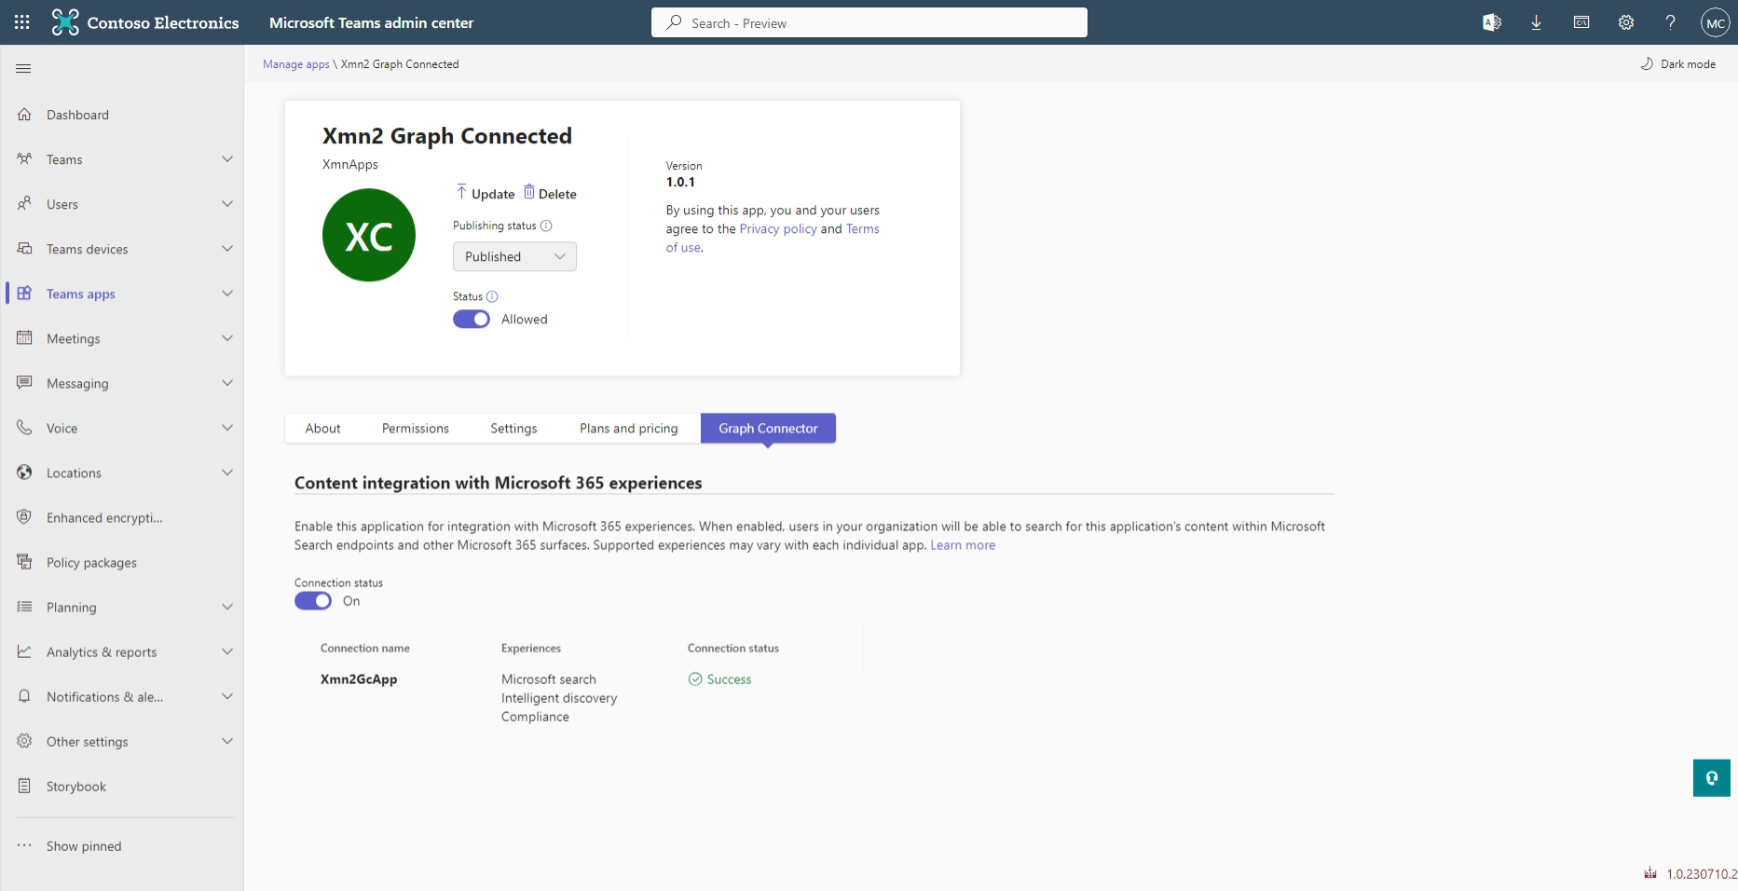 Contoso Electronics
Microsoft Teams admin center
Search - Preview
MC
Manage apps \ Xmn2 Graph Connected
Dark mode
Dashboard
Teams
Users
Teams devices
Teams apps
Meetings
Messaging
Voice
Locations
Enhanced encrypti...
Policy packages
Planning
Analytics & reports
Notifications & ale...
Other settings
Storybook
Show pinned
Xmn2 Graph Connected
XmnApps
XC
Update
Delete
Publishing status
Published
Status
Allowed
Version
1.0.1
By using this app, you and your users
agree to the Privacy policy and Terms
of use.
About
Permissions
Settings
Plans and pricing
Graph Connector
Content integration with Microsoft 365 experiences
Enable this application for integration with Microsoft 365 experiences. When enabled, users in your organization will be able to search for this application's content within Microsoft
Search endpoints and other Microsoft 365 surfaces. Supported experiences may vary with each individual app. Learn more
Connection status
On
Connection name
Experiences
Connection status
Xmn2GcApp
Microsoft search
Intelligent discovery
Compliance
Success
1.0.230710.2